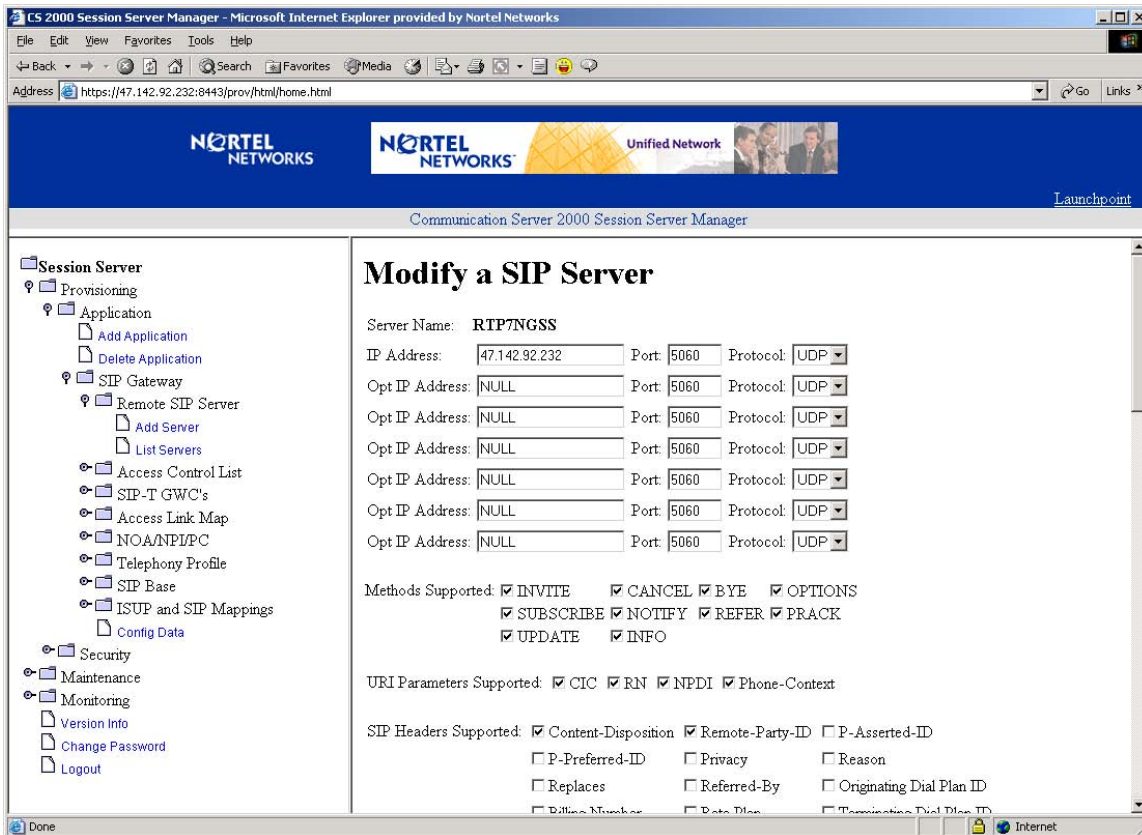 CS 2000 Session Server Manager - Microsoft Internet Explorer provided by Nortel Networks
File Edit View Favorites Tools Help
Back Search Favorites Media
Address https://47.142.92.232:8443/prov/html/home.html Go Links »
NORTEL NETWORKS
NORTEL NETWORKS™ Unified Network
Launchpoint
Communication Server 2000 Session Server Manager
Session Server
Provisioning
Application
Add Application
Delete Application
SIP Gateway
Remote SIP Server
Add Server
List Servers
Access Control List
SIP-T GWC's
Access Link Map
NOA/NPI/PC
Telephony Profile
SIP Base
ISUP and SIP Mappings
Config Data
Security
Maintenance
Monitoring
Version Info
Change Password
Logout
Modify a SIP Server
Server Name: RTP7NGSS
IP Address: 47.142.92.232 Port: 5060 Protocol: UDP
Opt IP Address: NULL Port: 5060 Protocol: UDP
Opt IP Address: NULL Port: 5060 Protocol: UDP
Opt IP Address: NULL Port: 5060 Protocol: UDP
Opt IP Address: NULL Port: 5060 Protocol: UDP
Opt IP Address: NULL Port: 5060 Protocol: UDP
Opt IP Address: NULL Port: 5060 Protocol: UDP
Methods Supported: INVITE CANCEL BYE OPTIONS
SUBSCRIBE NOTIFY REFER PRACK
UPDATE INFO
URI Parameters Supported: CIC RN NPDI Phone-Context
SIP Headers Supported: Content-Disposition Remote-Party-ID P-Asserted-ID
P-Preferred-ID Privacy Reason
Replaces Referred-By Originating Dial Plan ID
Billing Number Rate Plan Terminating Dial Plan ID
Done Internet